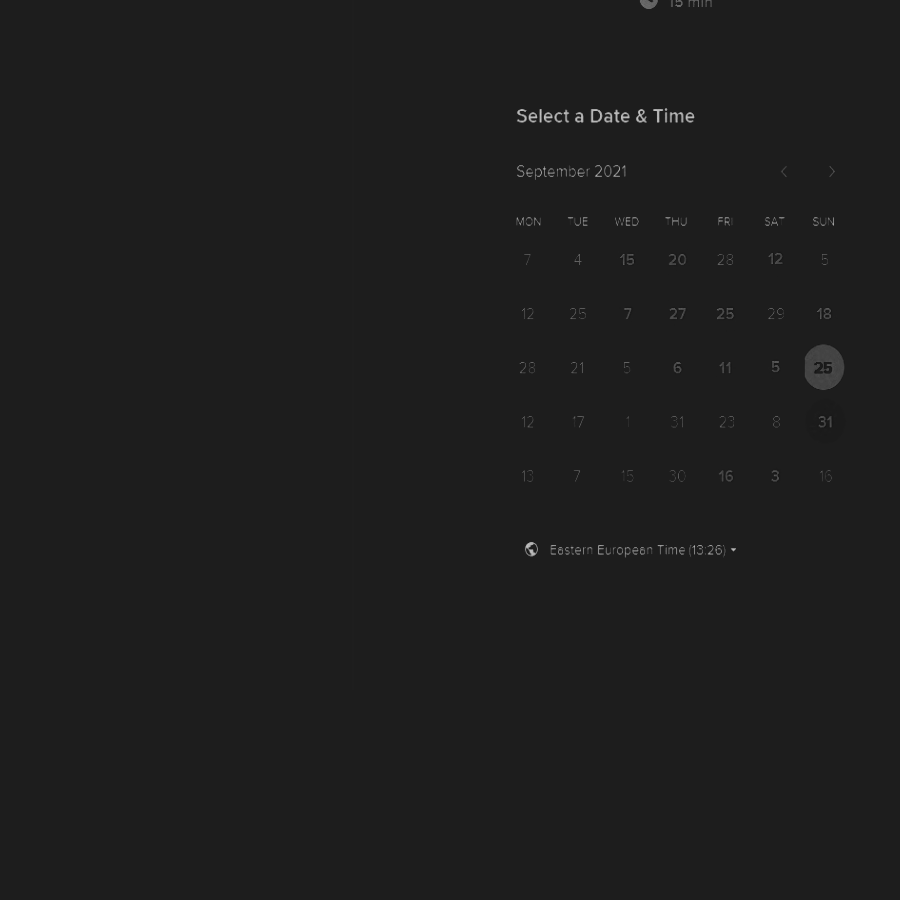 15 min
Select a Date & Time
September 2021
MON TUE WED THU FRI SAT SUN
7 4 15 20 28 12 5
12 25 7 27 25 29 18
28 21 5 6 11 5 25
12 17 1 31 23 8 31
13 7 15 30 16 3 16
Eastern European Time (13:26)